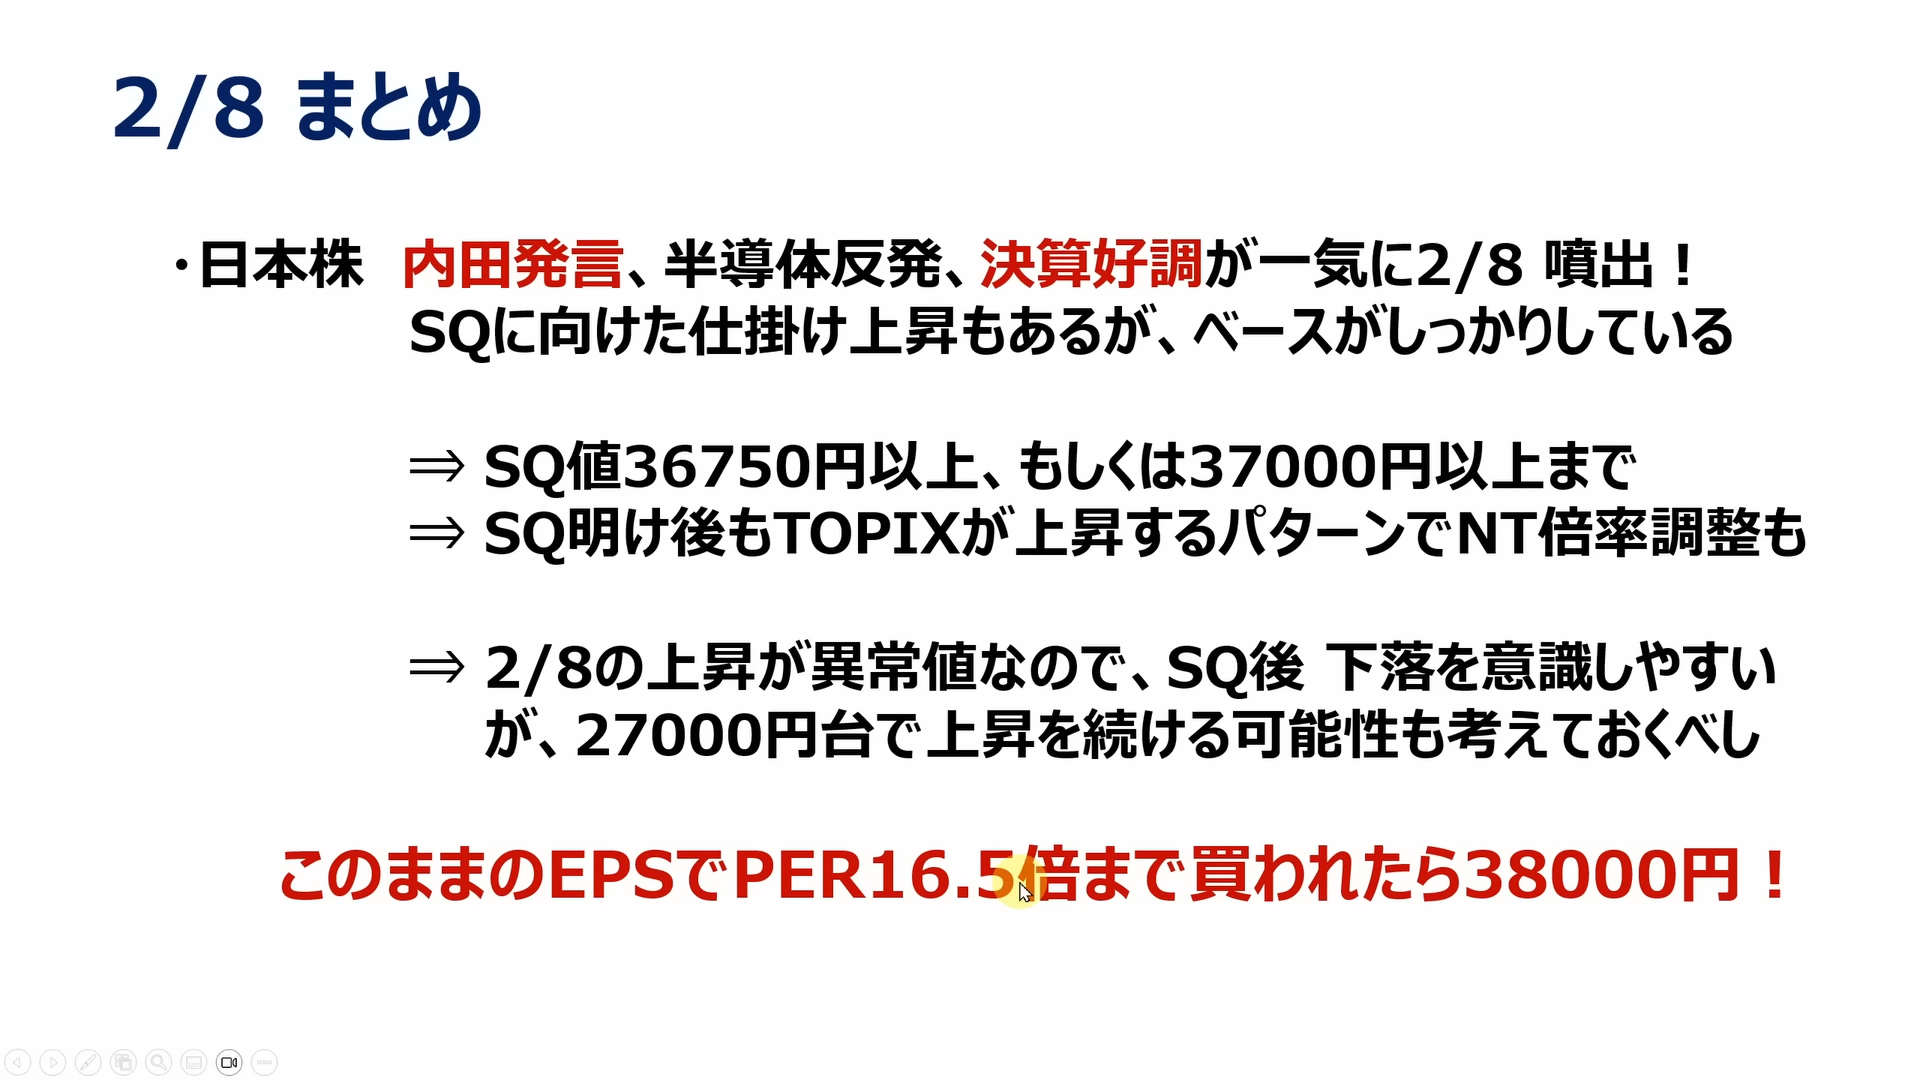 2/8 まとめ
・日本株 内田発言、半導体反発、決算好調が一気に2/8 噴出！
SQに向けた仕掛け上昇もあるが、ベースがしっかりしている
⇒ SQ値36750円以上、もしくは37000円以上まで
⇒ SQ明け後もTOPIXが上昇するパターンでNT倍率調整も
⇒ 2/8の上昇が異常値なので、SQ後 下落を意識しやすい
が、27000円台で上昇を続ける可能性も考えておくべし
このままのEPSでPER16.5倍まで買われたら38000円！